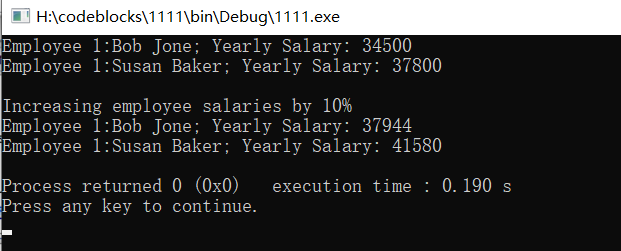 H:\codeblocks\1111\bin\Debug\1111.exe
Employee 1:Bob Jone; Yearly Salary: 34500
Employee 1:Susan Baker; Yearly Salary: 37800
Increasing employee salaries by 10%
Employee 1:Bob Jone; Yearly Salary: 37944
Employee 1:Susan Baker; Yearly Salary: 41580
Process returned 0 (0x0)   execution time : 0.190 s
Press any key to continue.